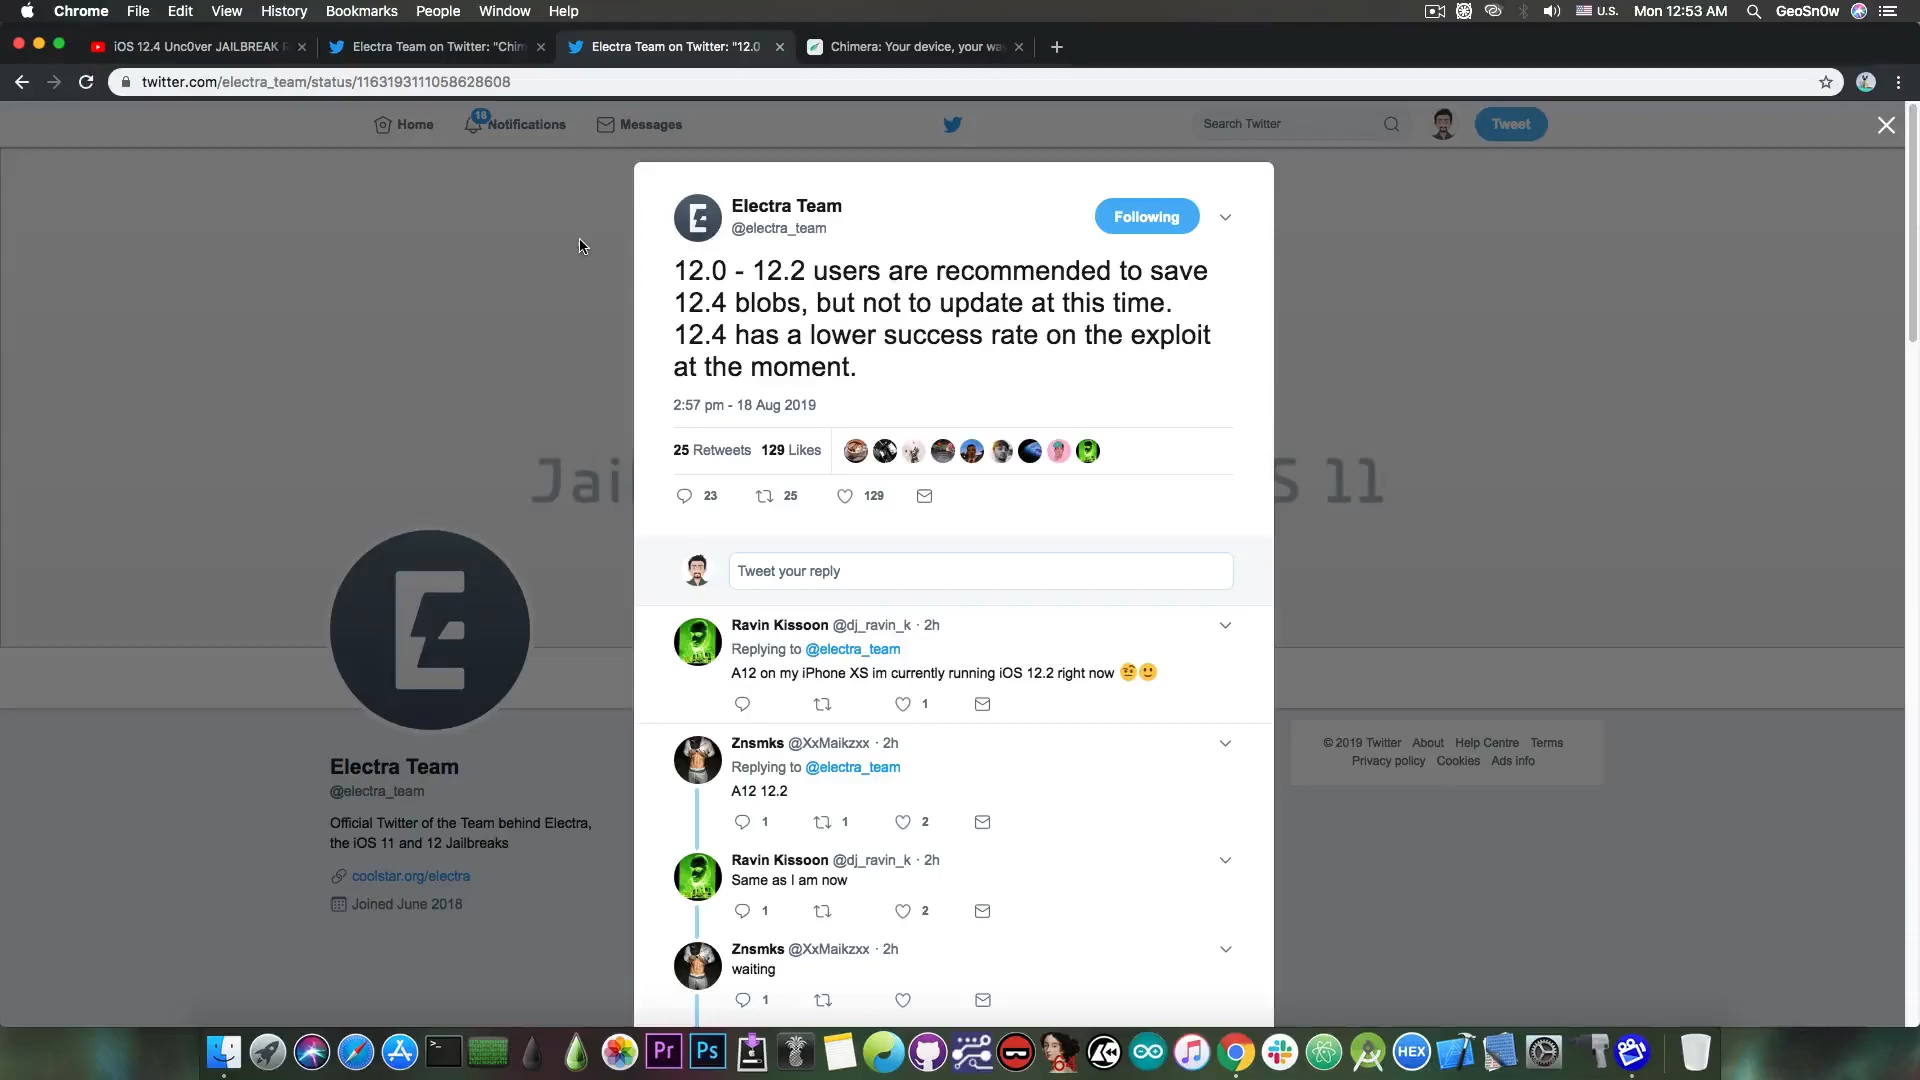 Chrome File Edit View History Bookmarks People Window Help
U.S. Mon 12:53 AM GeoSn0w
iOS 12.4 Unc0ver JAILBREAK
Electra Team on Twitter: "Chim
Electra Team on Twitter: "12.0
Chimera: Your device, your wa
twitter.com/electra_team/status/1163193111058628608
Home
18
Notifications
Messages
Search Twitter
Tweet
Electra Team
@electra_team
Following
12.0 - 12.2 users are recommended to save
12.4 blobs, but not to update at this time.
12.4 has a lower success rate on the exploit
at the moment.
2:57 pm - 18 Aug 2019
25 Retweets 129 Likes
23 25 129
Jai
S 11
Tweet your reply
Ravin Kissoon @dj_ravin_k · 2h
Replying to @electra_team
A12 on my iPhone XS im currently running iOS 12.2 right now
1
Znsmks @XxMaikzxx · 2h
Replying to @electra_team
A12 12.2
1 1 2
Ravin Kissoon @dj_ravin_k · 2h
Same as I am now
1 2
Znsmks @XxMaikzxx · 2h
waiting
1
Electra Team
@electra_team
Official Twitter of the Team behind Electra,
the iOS 11 and 12 Jailbreaks
coolstar.org/electra
Joined June 2018
© 2019 Twitter About Help Centre Terms
Privacy policy Cookies Ads info
Pr
Ps
64
HEX